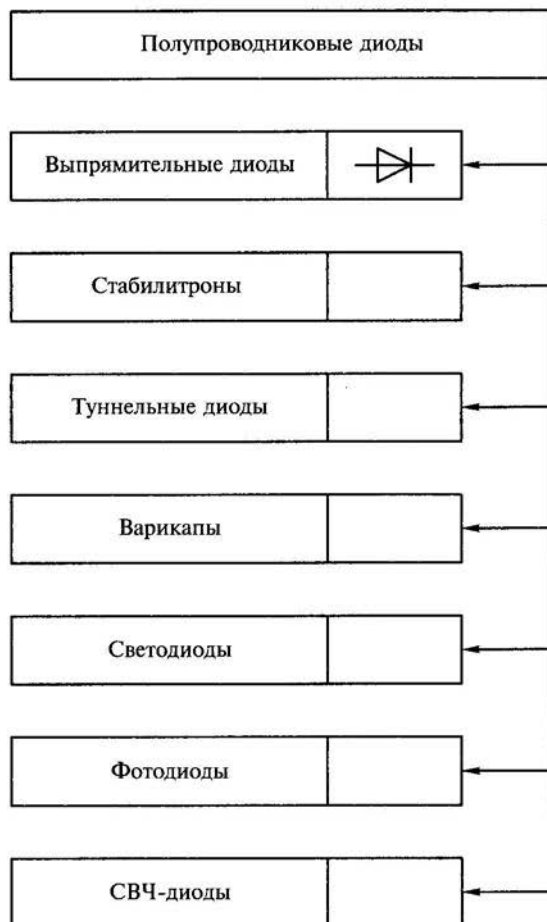 Полупроводниковые диоды
Выпрямительные диоды
Стабилитроны
Туннельные диоды
Варикапы
Светодиоды
Фотодиоды
СВЧ-диоды